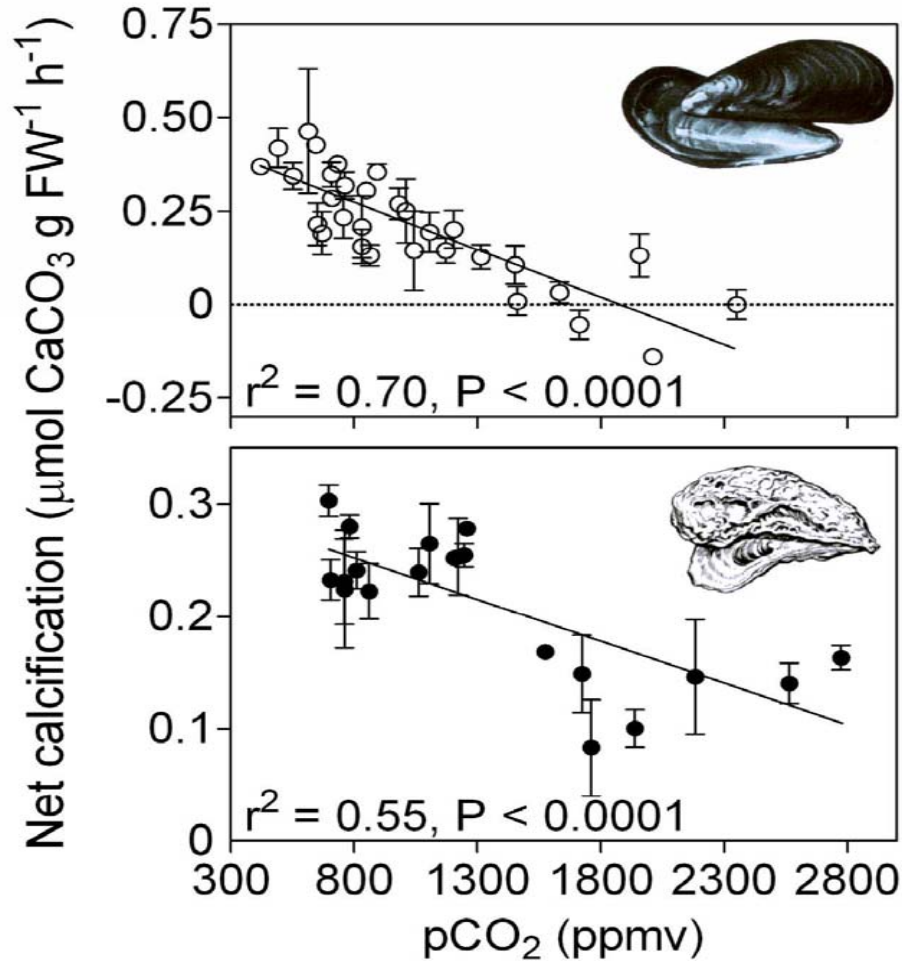 Net calcification (μmol CaCO₃ g FW⁻¹ h⁻¹)
0.75
0.50
0.25
0
-0.25
r² = 0.70, P < 0.0001
0.3
0.2
0.1
0
r² = 0.55, P < 0.0001
300 800 1300 1800 2300 2800
pCO₂ (ppmv)